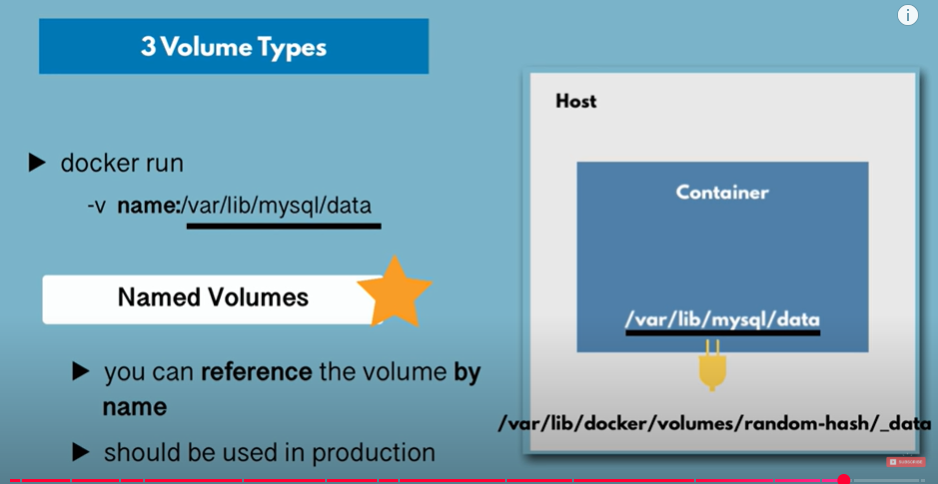 3 Volume Types
Host
▶ docker run
-v name:/var/lib/mysql/data
Container
Named Volumes
/var/lib/mysql/data
▶ you can reference the volume by
name
/var/lib/docker/volumes/random-hash/_data
▶ should be used in production
SUBSCRIBE